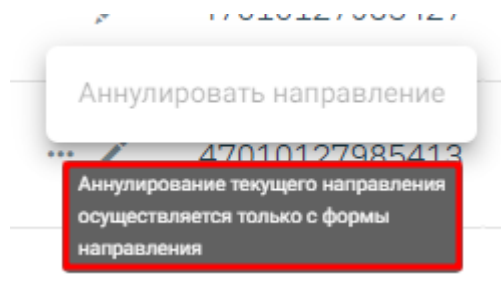 Аннулировать направление
47010127985413
Аннулирование текущего направления
осуществляется только с формы
направления